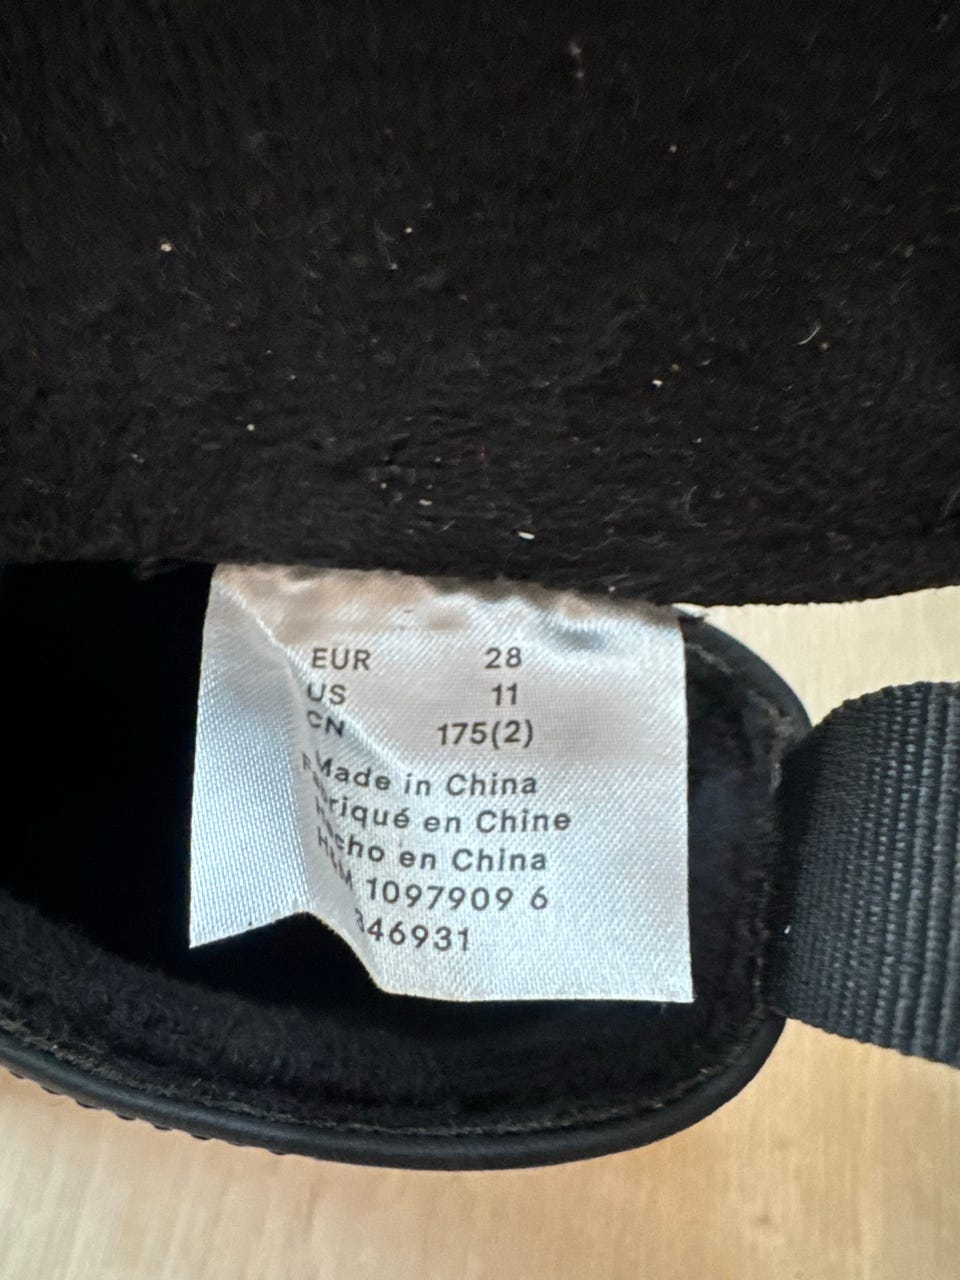 EUR 28
US 11
CN 175(2)
Made in China
Fabriqué en Chine
Hecho en China
H&M 1097909 6
346931